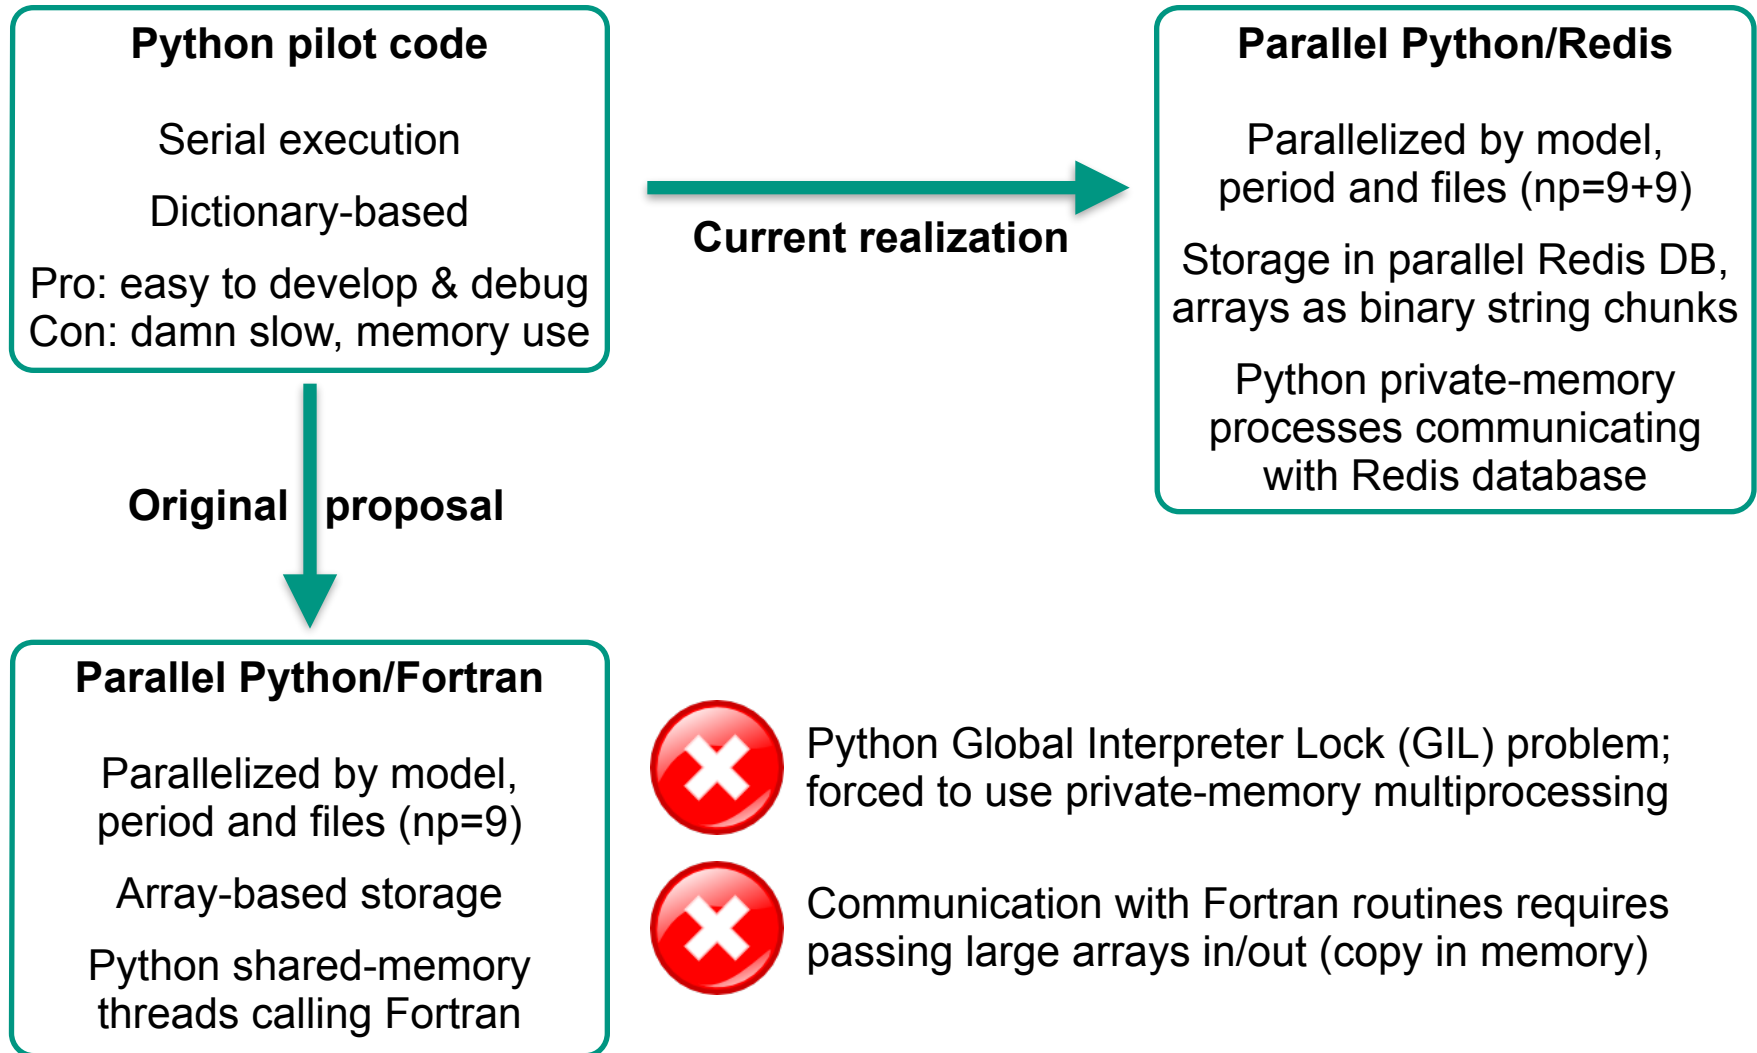 Python pilot code
Serial execution
Dictionary-based
Pro: easy to develop & debug
Con: damn slow, memory use
Current realization
Parallel Python/Redis
Parallelized by model,
period and files (np=9+9)
Storage in parallel Redis DB,
arrays as binary string chunks
Python private-memory
processes communicating
with Redis database
Original proposal
Parallel Python/Fortran
Parallelized by model,
period and files (np=9)
Array-based storage
Python shared-memory
threads calling Fortran
Python Global Interpreter Lock (GIL) problem;
forced to use private-memory multiprocessing
Communication with Fortran routines requires
passing large arrays in/out (copy in memory)